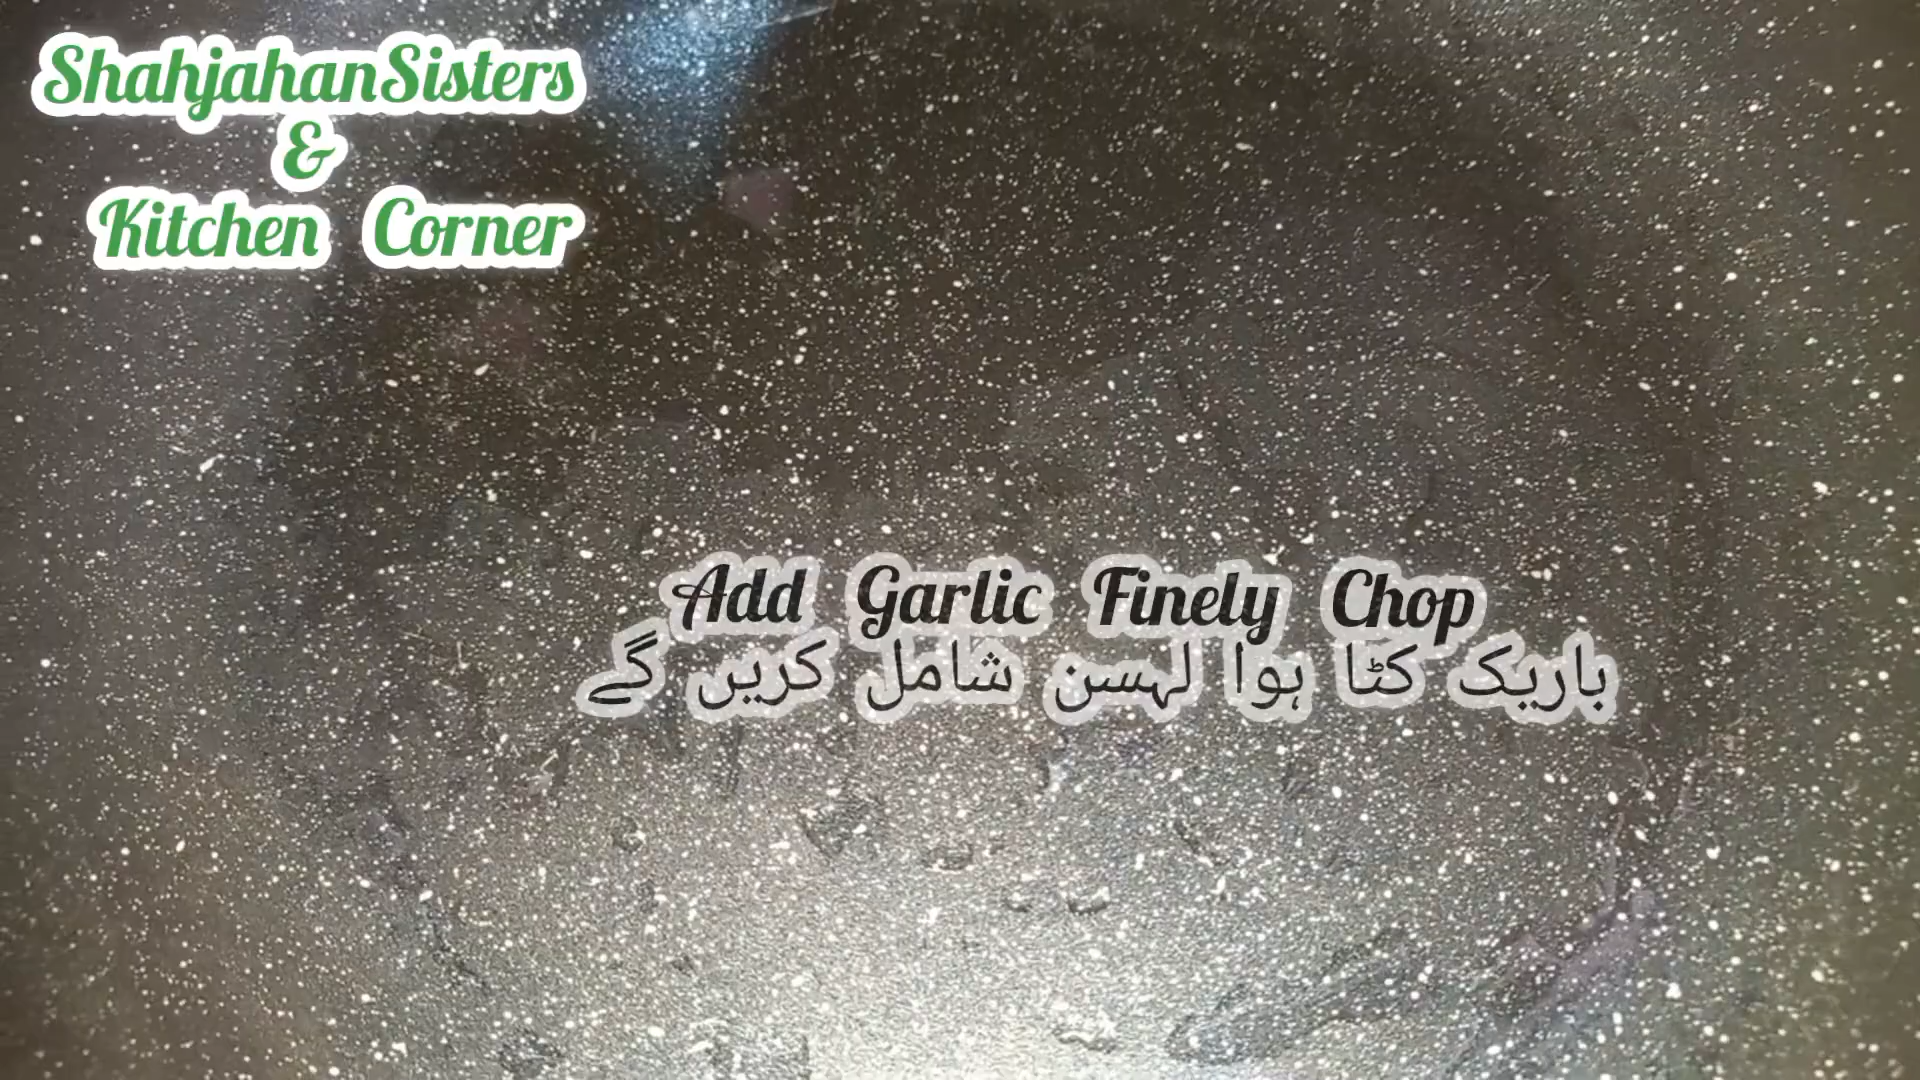 ShahjahanSisters
&
Kitchen Corner
Add Garlic Finely Chop
باریک کٹا ہوا لہسن شامل کریں گے